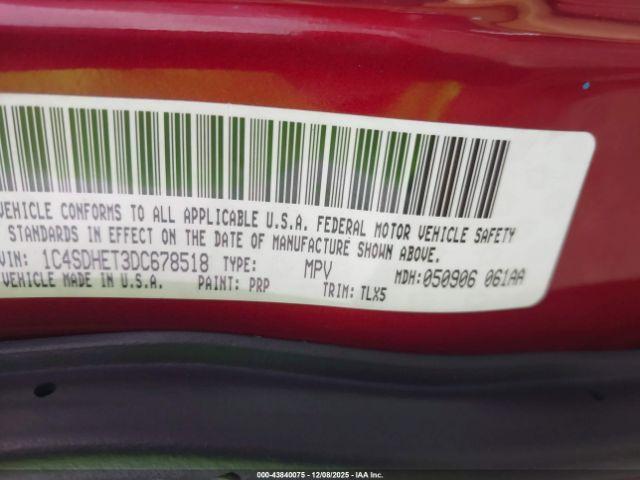 VEHICLE CONFORMS TO ALL APPLICABLE U.S.A. FEDERAL MOTOR VEHICLE SAFETY
STANDARDS IN EFFECT ON THE DATE OF MANUFACTURE SHOWN ABOVE.
VIN: 1C4SDHET3DC678518 TYPE: MPV MDH:050906 061AA
VEHICLE MADE IN U.S.A. PAINT: PRP TRIM: TLX5
000-43840075 - 12/08/2025 - IAA Inc.